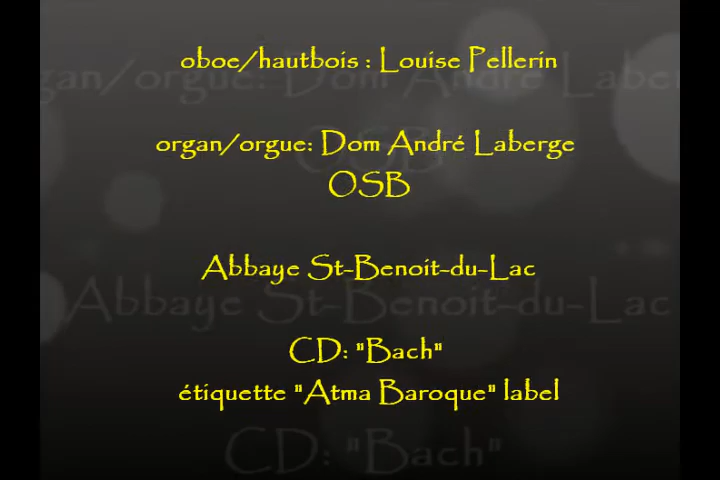 oboe/hautbois : Louise Pellerin
organ/orgue: Dom André Laberge
OSB
Abbaye St-Benoit-du-Lac
CD: "Bach"
étiquette "Atma Baroque" label